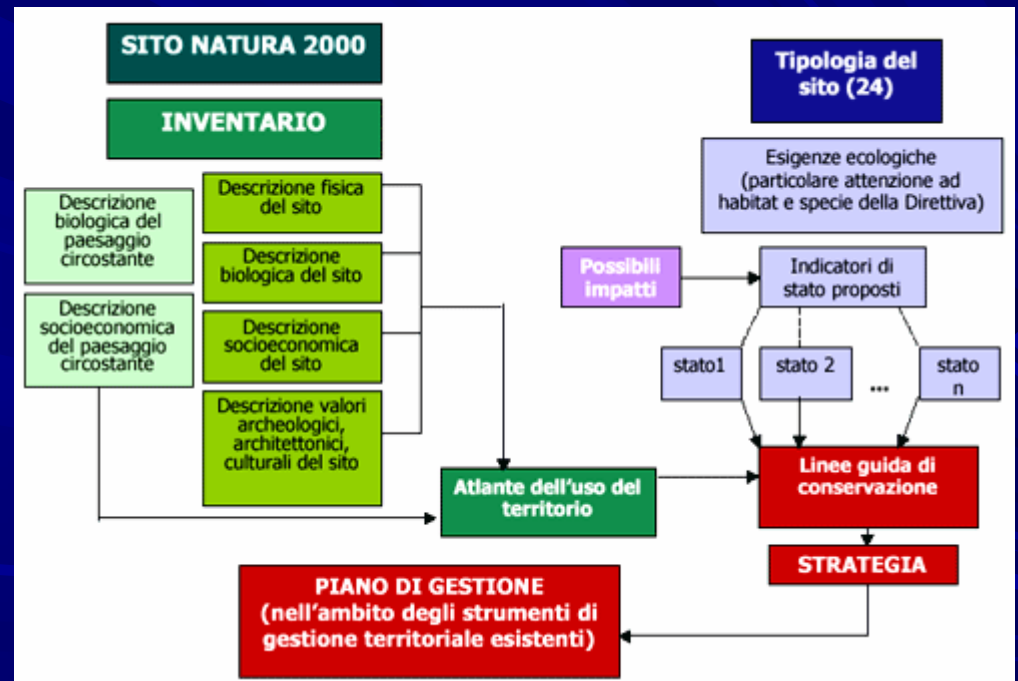 SITO NATURA 2000
INVENTARIO
Descrizione
biologica del
paesaggio
circostante
Descrizione
socioeconomica
del paesaggio
circostante
Descrizione fisica
del sito
Descrizione
biologica del sito
Descrizione
socioeconomica
del sito
Descrizione valori
archeologici,
architettonici,
culturali del sito
Atlante dell'uso del
territorio
Tipologia del
sito (24)
Esigenze ecologiche
(particolare attenzione ad
habitat e specie della Direttiva)
Possibili
impatti
Indicatori di
stato proposti
stato1
stato 2
...
stato
n
Linee guida di
conservazione
STRATEGIA
PIANO DI GESTIONE
(nell'ambito degli strumenti di
gestione territoriale esistenti)